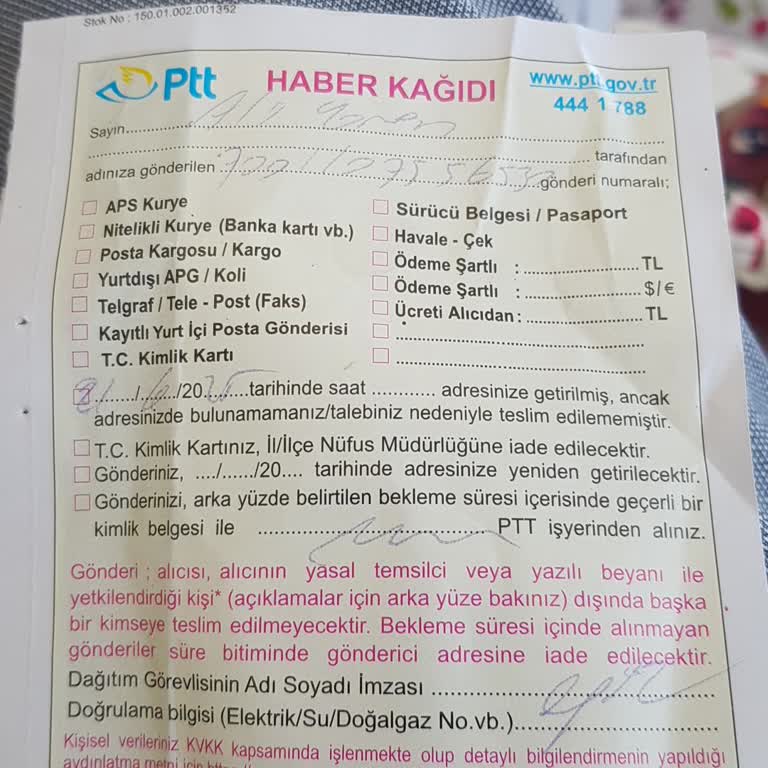 Stok No : 150.01.002.001352
Ptt HABER KAĞIDI www.ptt.gov.tr
444 1 788
Sayın
tarafından
adınıza gönderilen gönderi numaralı;
APS Kurye
Nitelikli Kurye (Banka kartı vb.)
Posta Kargosu / Kargo
Yurtdışı APG / Koli
Telgraf / Tele - Post (Faks)
Kayıtlı Yurt İçi Posta Gönderisi
T.C. Kimlik Kartı
Sürücü Belgesi / Pasaport
Havale - Çek
Ödeme Şartlı : TL
Ödeme Şartlı : $/€
Ücreti Alıcıdan: TL
/20 tarihinde saat ............ adresinize getirilmiş, ancak
adresinizde bulunamamanız/talebiniz nedeniyle teslim edilememiştir.
T.C. Kimlik Kartınız, İl/İlçe Nüfus Müdürlüğüne iade edilecektir.
Gönderiniz, ..../....../20.... tarihinde adresinize yeniden getirilecektir.
Gönderinizi, arka yüzde belirtilen bekleme süresi içerisinde geçerli bir
kimlik belgesi ile PTT işyerinden alınız.
Gönderi ; alıcısı, alıcının yasal temsilci veya yazılı beyanı ile
yetkilendirdiği kişi* (açıklamalar için arka yüze bakınız) dışında başka
bir kimseye teslim edilmeyecektir. Bekleme süresi içinde alınmayan
gönderiler süre bitiminde gönderici adresine iade edilecektir.
Dağıtım Görevlisinin Adı Soyadı İmzası
Doğrulama bilgisi (Elektrik/Su/Doğalgaz No.vb.)
Kişisel verileriniz KVKK kapsamında işlenmekte olup detaylı bilgilendirmenin yapıldığı
aydınlatma metni için